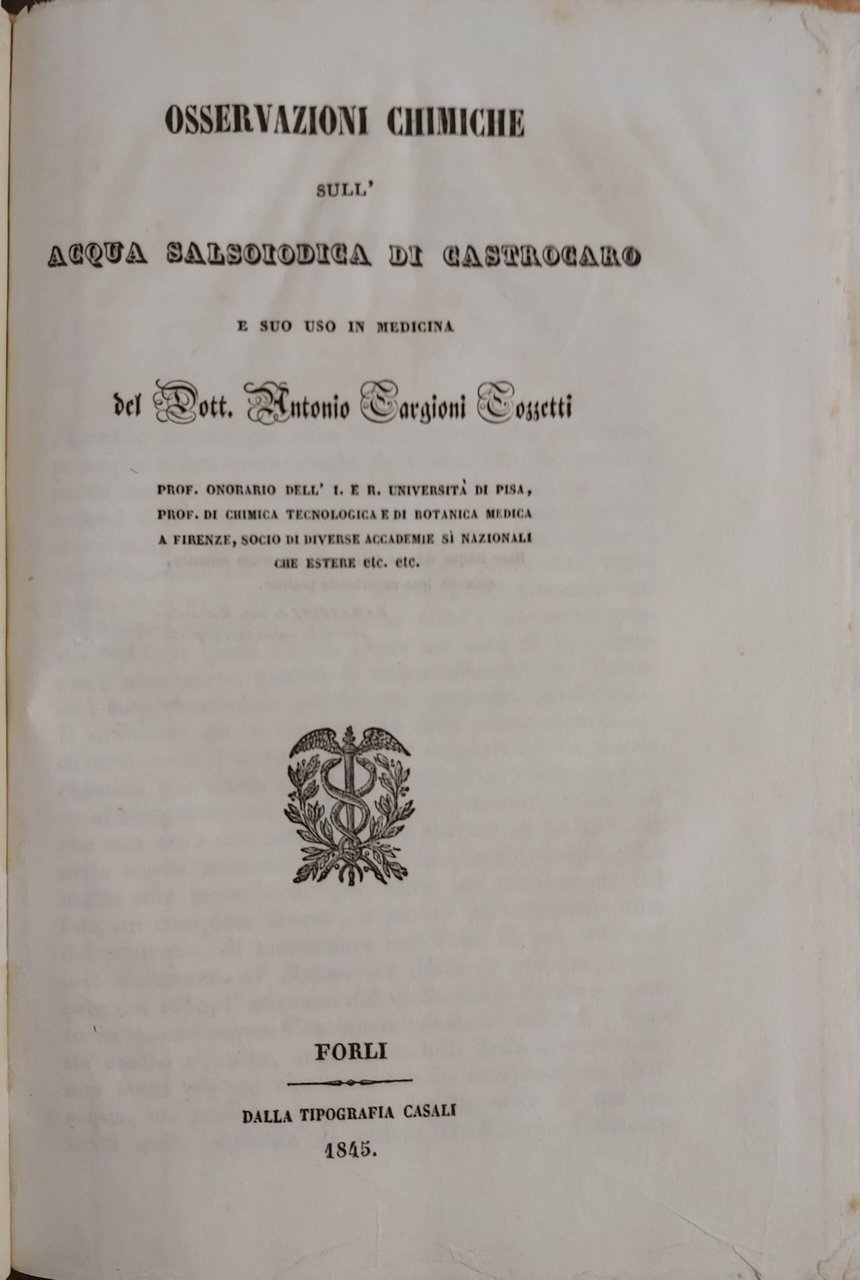 OSSERVAZIONI CHIMICHE
SULL'
ACQUA SALSOIODICA DI CASTROCARO
E SUO USO IN MEDICINA
del Dott. Antonio Targioni Tozzetti
PROF. ONORARIO DELL' I. E R. UNIVERSITÀ DI PISA,
PROF. DI CHIMICA TECNOLOGICA E DI BOTANICA MEDICA
A FIRENZE, SOCIO DI DIVERSE ACCADEMIE SÌ NAZIONALI
CHE ESTERE etc. etc.
FORLI
DALLA TIPOGRAFIA CASALI
1845.